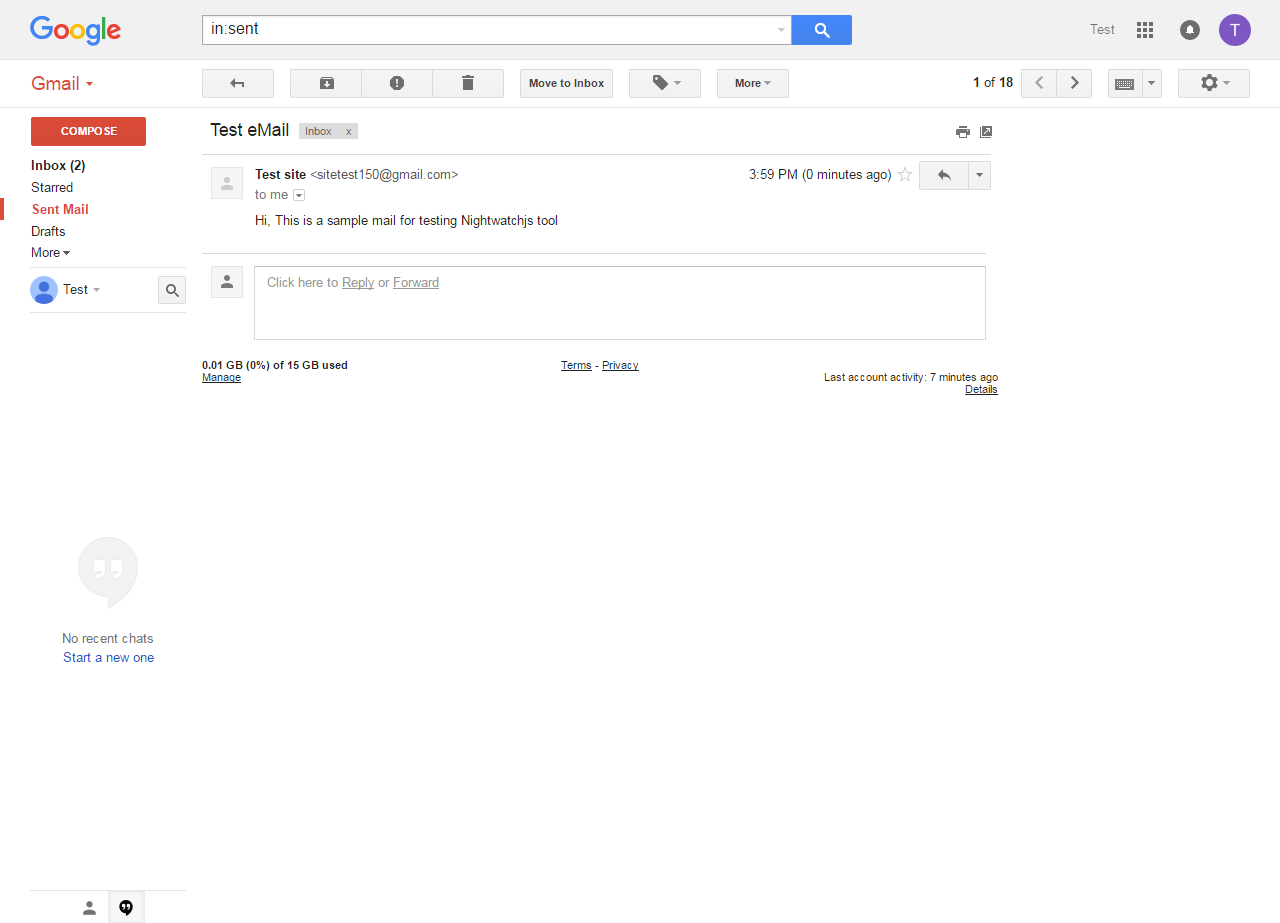 Google
in:sent
Test
T
Gmail
Move to Inbox
More
1 of 18
COMPOSE
Inbox (2)
Starred
Sent Mail
Drafts
More
Test
Test eMail
Inbox x
Test site <sitetest150@gmail.com>
3:59 PM (0 minutes ago)
to me
Hi, This is a sample mail for testing Nightwatchjs tool
Click here to Reply or Forward
0.01 GB (0%) of 15 GB used
Manage
Terms - Privacy
Last account activity: 7 minutes ago
Details
No recent chats
Start a new one